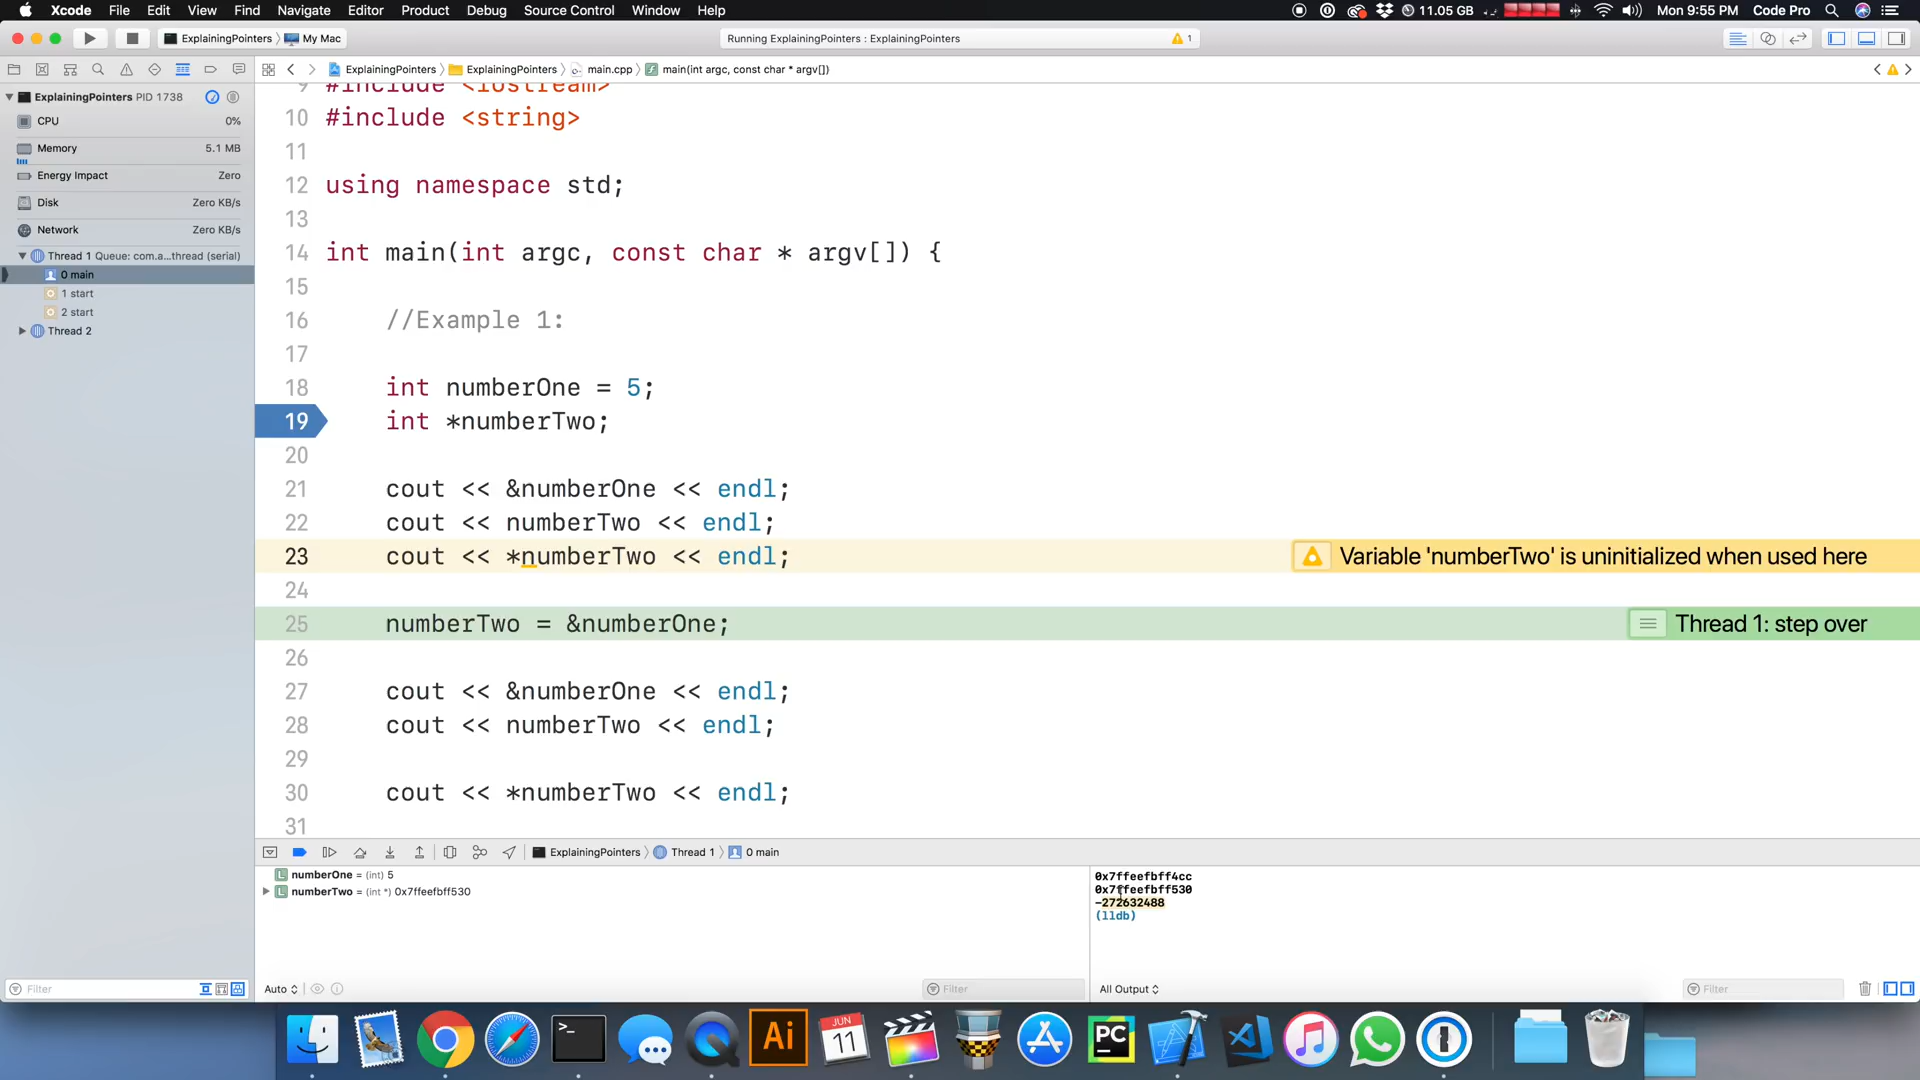 Xcode File Edit View Find Navigate Editor Product Debug Source Control Window Help 11.05 GB Mon 9:55 PM Code Pro
ExplainingPointers My Mac Running ExplainingPointers : ExplainingPointers 1
ExplainingPointers ExplainingPointers main.cpp main(int argc, const char * argv[])
ExplainingPointers PID 1738
CPU 0%
Memory 5.1 MB
Energy Impact Zero
Disk Zero KB/s
Network Zero KB/s
Thread 1 Queue: com.a...thread (serial)
0 main
1 start
2 start
Thread 2
Filter
9 #include <iostream>
10 #include <string>
11
12 using namespace std;
13
14 int main(int argc, const char * argv[]) {
15
16 //Example 1:
17
18 int numberOne = 5;
19 int *numberTwo;
20
21 cout << &numberOne << endl;
22 cout << numberTwo << endl;
23 cout << *numberTwo << endl; Variable 'numberTwo' is uninitialized when used here
24
25 numberTwo = &numberOne; Thread 1: step over
26
27 cout << &numberOne << endl;
28 cout << numberTwo << endl;
29
30 cout << *numberTwo << endl;
31
ExplainingPointers Thread 1 0 main
L numberOne = (int) 5
L numberTwo = (int *) 0x7ffeefbff530
Auto Filter
0x7ffeefbff4cc
0x7ffeefbff530
-272632488
(lldb)
All Output Filter
>_ Ai JUN 11 PC